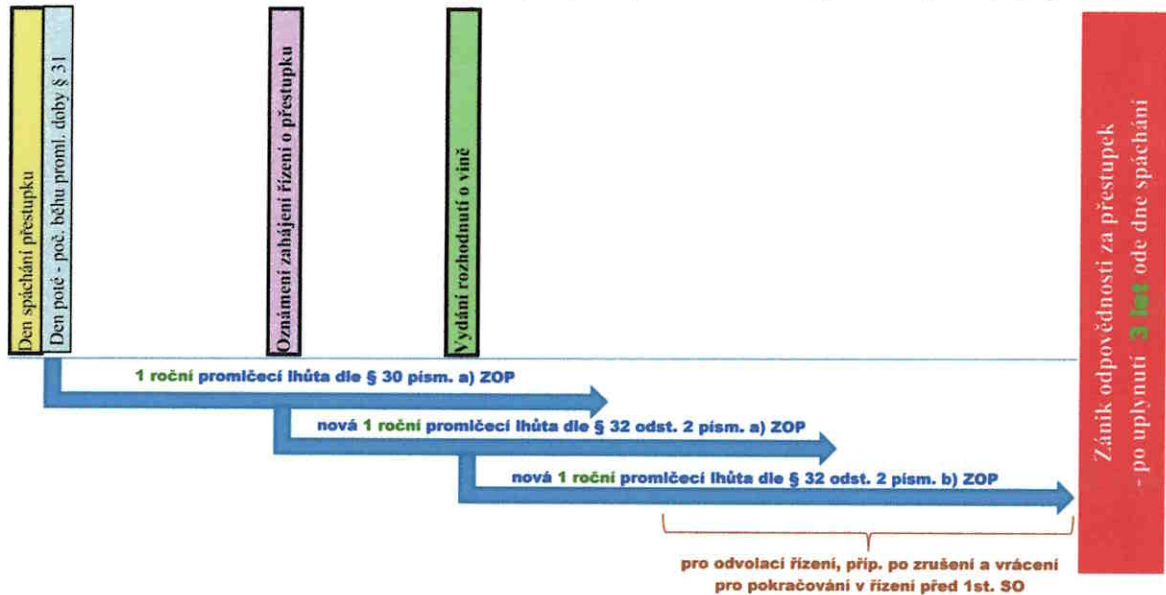 Den spáchání přestupku
Den poté - poč. běhu proml. doby § 31
Oznámení zahájení řízení o přestupku
Vydání rozhodnutí o vině
Zánik odpovědnosti za přestupek
- po uplynutí 3 let ode dne spáchání
1 roční promlčecí lhůta dle § 30 písm. a) ZOP
nová 1 roční promlčecí lhůta dle § 32 odst. 2 písm. a) ZOP
nová 1 roční promlčecí lhůta dle § 32 odst. 2 písm. b) ZOP
pro odvolací řízení, příp. po zrušení a vrácení
pro pokračování v řízení před 1st. SO